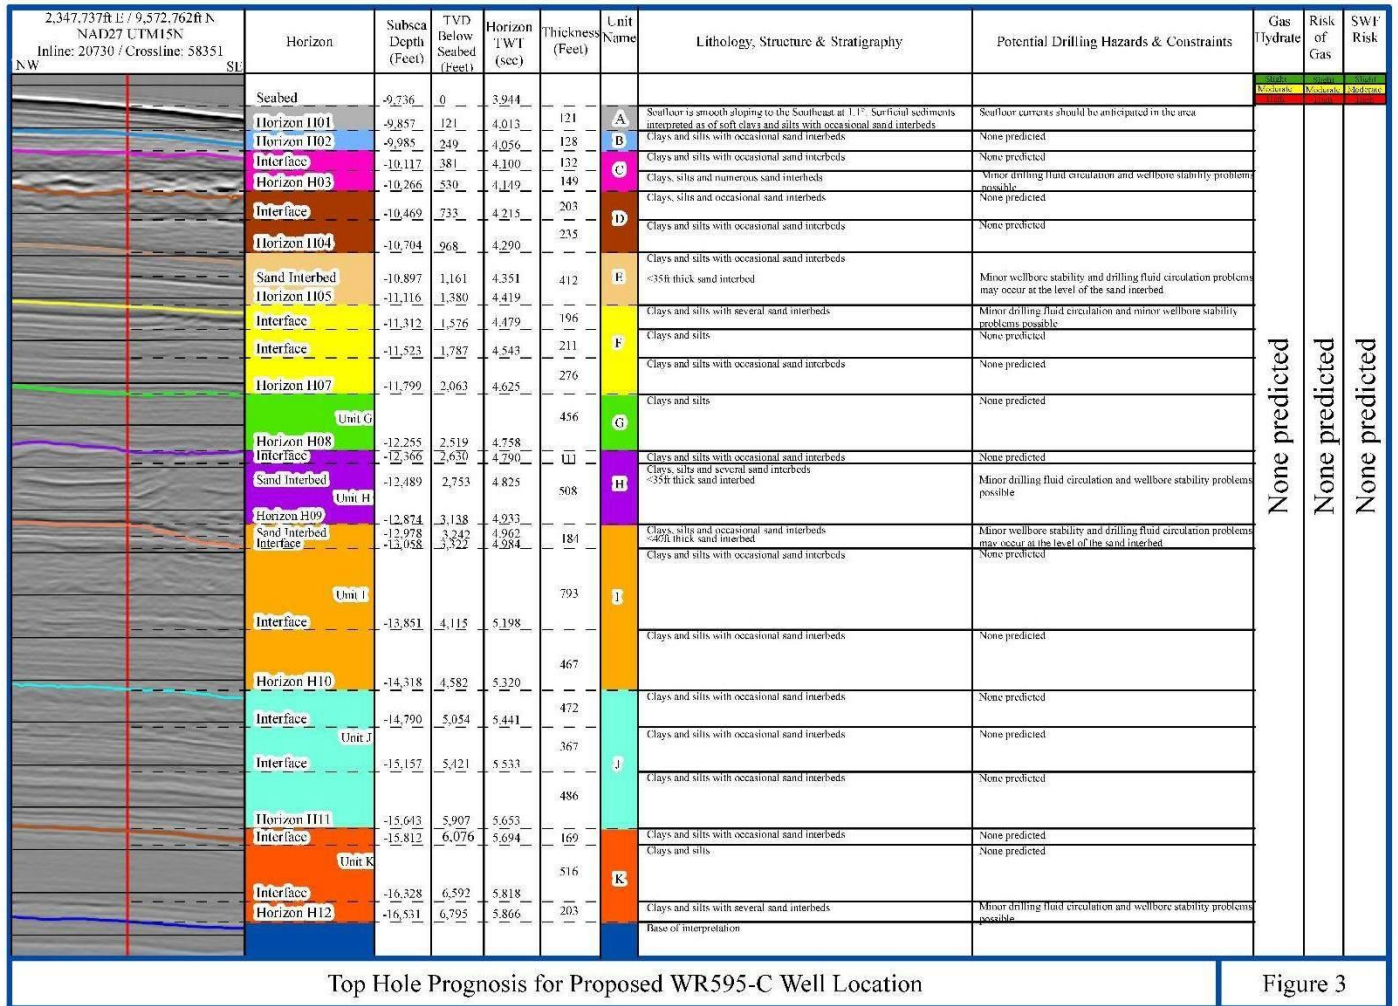 2,347,737ft E / 9,572,762ft N
NAD27 UTM15N
Inline: 20730 / Crossline: 58351
NW SE
Horizon
Subsea Depth (Feet)
TVD Below Seabed (Feet)
Horizon TWT (sec)
Thickness (Feet)
Unit Name
Lithology, Structure & Stratigraphy
Potential Drilling Hazards & Constraints
Gas Hydrate
Risk of Gas
SWF Risk
Slight Slight Slight
Moderate Moderate Moderate
Seabed -9,736 0 3.944
121 A Seafloor is smooth sloping to the Southeast at 1.1°. Surficial sediments Seafloor currents should be anticipated in the area
interpreted as of soft clays and silts with occasional sand interbeds
Horizon H01 -9,857 121 4.013
128 B Clays and silts with occasional sand interbeds None predicted
Horizon H02 -9,985 249 4.056
132 C Clays and silts with occasional sand interbeds None predicted
Interface -10,117 381 4.100
149 Clays, silts and numerous sand interbeds Minor drilling fluid circulation and wellbore stability problems
possible
Horizon H03 -10,266 530 4.149
203 D Clays, silts and occasional sand interbeds None predicted
Interface -10,469 733 4.215
235 Clays and silts with occasional sand interbeds None predicted
Horizon H04 -10,704 968 4.290
Clays and silts with occasional sand interbeds
Sand Interbed -10,897 1,161 4.351 412 E <35ft thick sand interbed Minor wellbore stability and drilling fluid circulation problems
may occur at the level of the sand interbed
Horizon H05 -11,116 1,380 4.419
196 F Clays and silts with several sand interbeds Minor drilling fluid circulation and minor wellbore stability
problems possible
Interface -11,312 1,576 4.479
211 Clays and silts None predicted
Interface -11,523 1,787 4.543
276 Clays and silts with occasional sand interbeds None predicted
Horizon H07 -11,799 2,063 4.625
Unit G 456 G Clays and silts None predicted
Horizon H08 -12,255 2,519 4.758
Interface -12,366 2,630 4.790 111 Clays and silts with occasional sand interbeds None predicted
Clays, silts and several sand interbeds
Sand Interbed -12,489 2,753 4.825 508 H <35ft thick sand interbed Minor drilling fluid circulation and wellbore stability problems
possible
Unit H
Horizon H09 -12,874 3,138 4.933
Clays, silts and occasional sand interbeds Minor wellbore stability and drilling fluid circulation problems
Sand Interbed -12,978 3,242 4.962 184 <40ft thick sand interbed may occur at the level of the sand interbed
Interface -13,058 3,322 4.984
Clays and silts with occasional sand interbeds None predicted
Unit I 793 I
Interface -13,851 4,115 5.198
467 Clays and silts with occasional sand interbeds None predicted
Horizon H10 -14,318 4,582 5.320
472 Clays and silts with occasional sand interbeds None predicted
Interface -14,790 5,054 5.441
Unit J 367 J Clays and silts with occasional sand interbeds None predicted
Interface -15,157 5,421 5.533
486 Clays and silts with occasional sand interbeds None predicted
Horizon H11 -15,643 5,907 5.653
Interface -15,812 6,076 5.694 169 Clays and silts with occasional sand interbeds None predicted
Unit K 516 K Clays and silts None predicted
Interface -16,328 6,592 5.818
Horizon H12 -16,531 6,795 5.866 203 Clays and silts with several sand interbeds Minor drilling fluid circulation and wellbore stability problems
possible
Base of interpretation
None predicted
None predicted
None predicted
Top Hole Prognosis for Proposed WR595-C Well Location
Figure 3